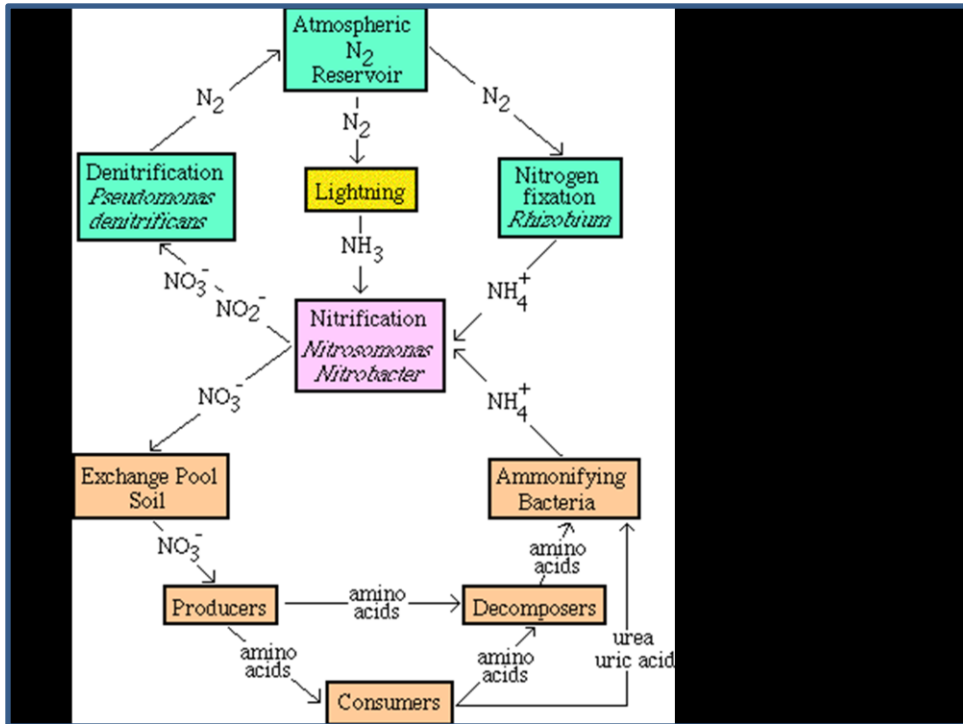 Atmospheric
N2
Reservoir
N2
N2
N2
Denitrification
Pseudomonas
denitrificans
Lightning
Nitrogen
fixation
Rhizobium
NH3
NO3-
NO2-
NH4+
Nitrification
Nitrosomonas
Nitrobacter
NO3-
NH4+
Exchange Pool
Soil
Ammonifying
Bacteria
NO3-
amino
acids
Producers
amino
acids
Decomposers
amino
acids
amino
acids
urea
uric acid
Consumers